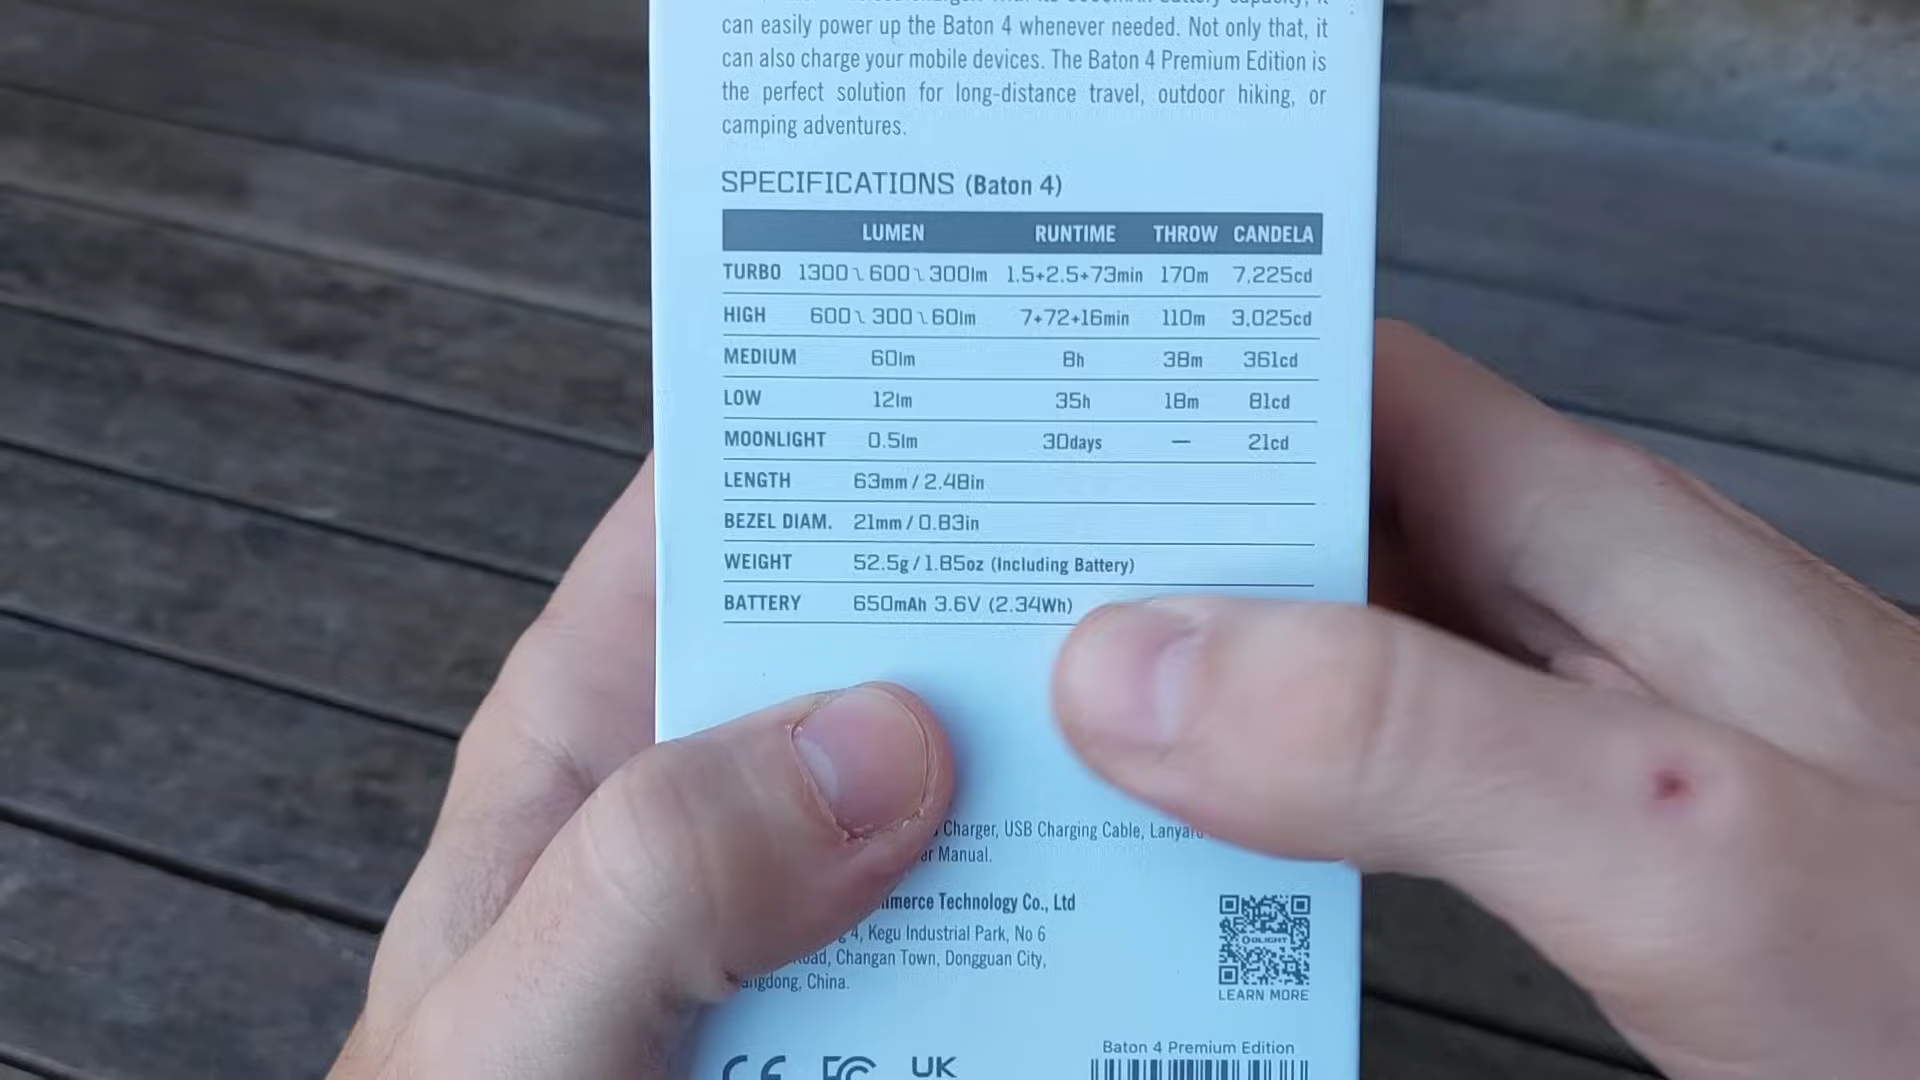 can easily power up the Baton 4 whenever needed. Not only that, it
can also charge your mobile devices. The Baton 4 Premium Edition is
the perfect solution for long-distance travel, outdoor hiking, or
camping adventures.
SPECIFICATIONS (Baton 4)
LUMEN RUNTIME THROW CANDELA
TURBO 1300 ~ 600 ~ 300lm 1.5+2.5+73min 170m 7,225cd
HIGH 600 ~ 300 ~ 60lm 7+72+16min 110m 3,025cd
MEDIUM 60lm 8h 38m 361cd
LOW 12lm 35h 18m 81cd
MOONLIGHT 0.5lm 30days — 21cd
LENGTH 63mm / 2.48in
BEZEL DIAM. 21mm / 0.83in
WEIGHT 52.5g / 1.85oz (Including Battery)
BATTERY 650mAh 3.6V (2.34Wh)
Charger, USB Charging Cable, Lanyard
Manual.
Technology Co., Ltd
4, Kegu Industrial Park, No 6
Changan Town, Dongguan City,
China.
OLIGHT
LEARN MORE
Baton 4 Premium Edition
CE FC UK